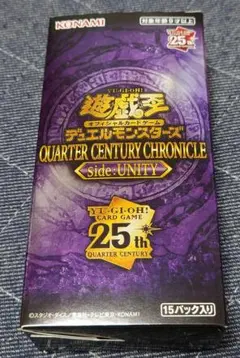 KONAMI
対象年齢9才以上
YU-GI-OH!
25th
遊戯王
オフィシャルカードゲーム
デュエルモンスターズ
QUARTER CENTURY CHRONICLE
side:UNITY
YU-GI-OH!
CARD GAME
25th
QUARTER CENTURY
15パック入り